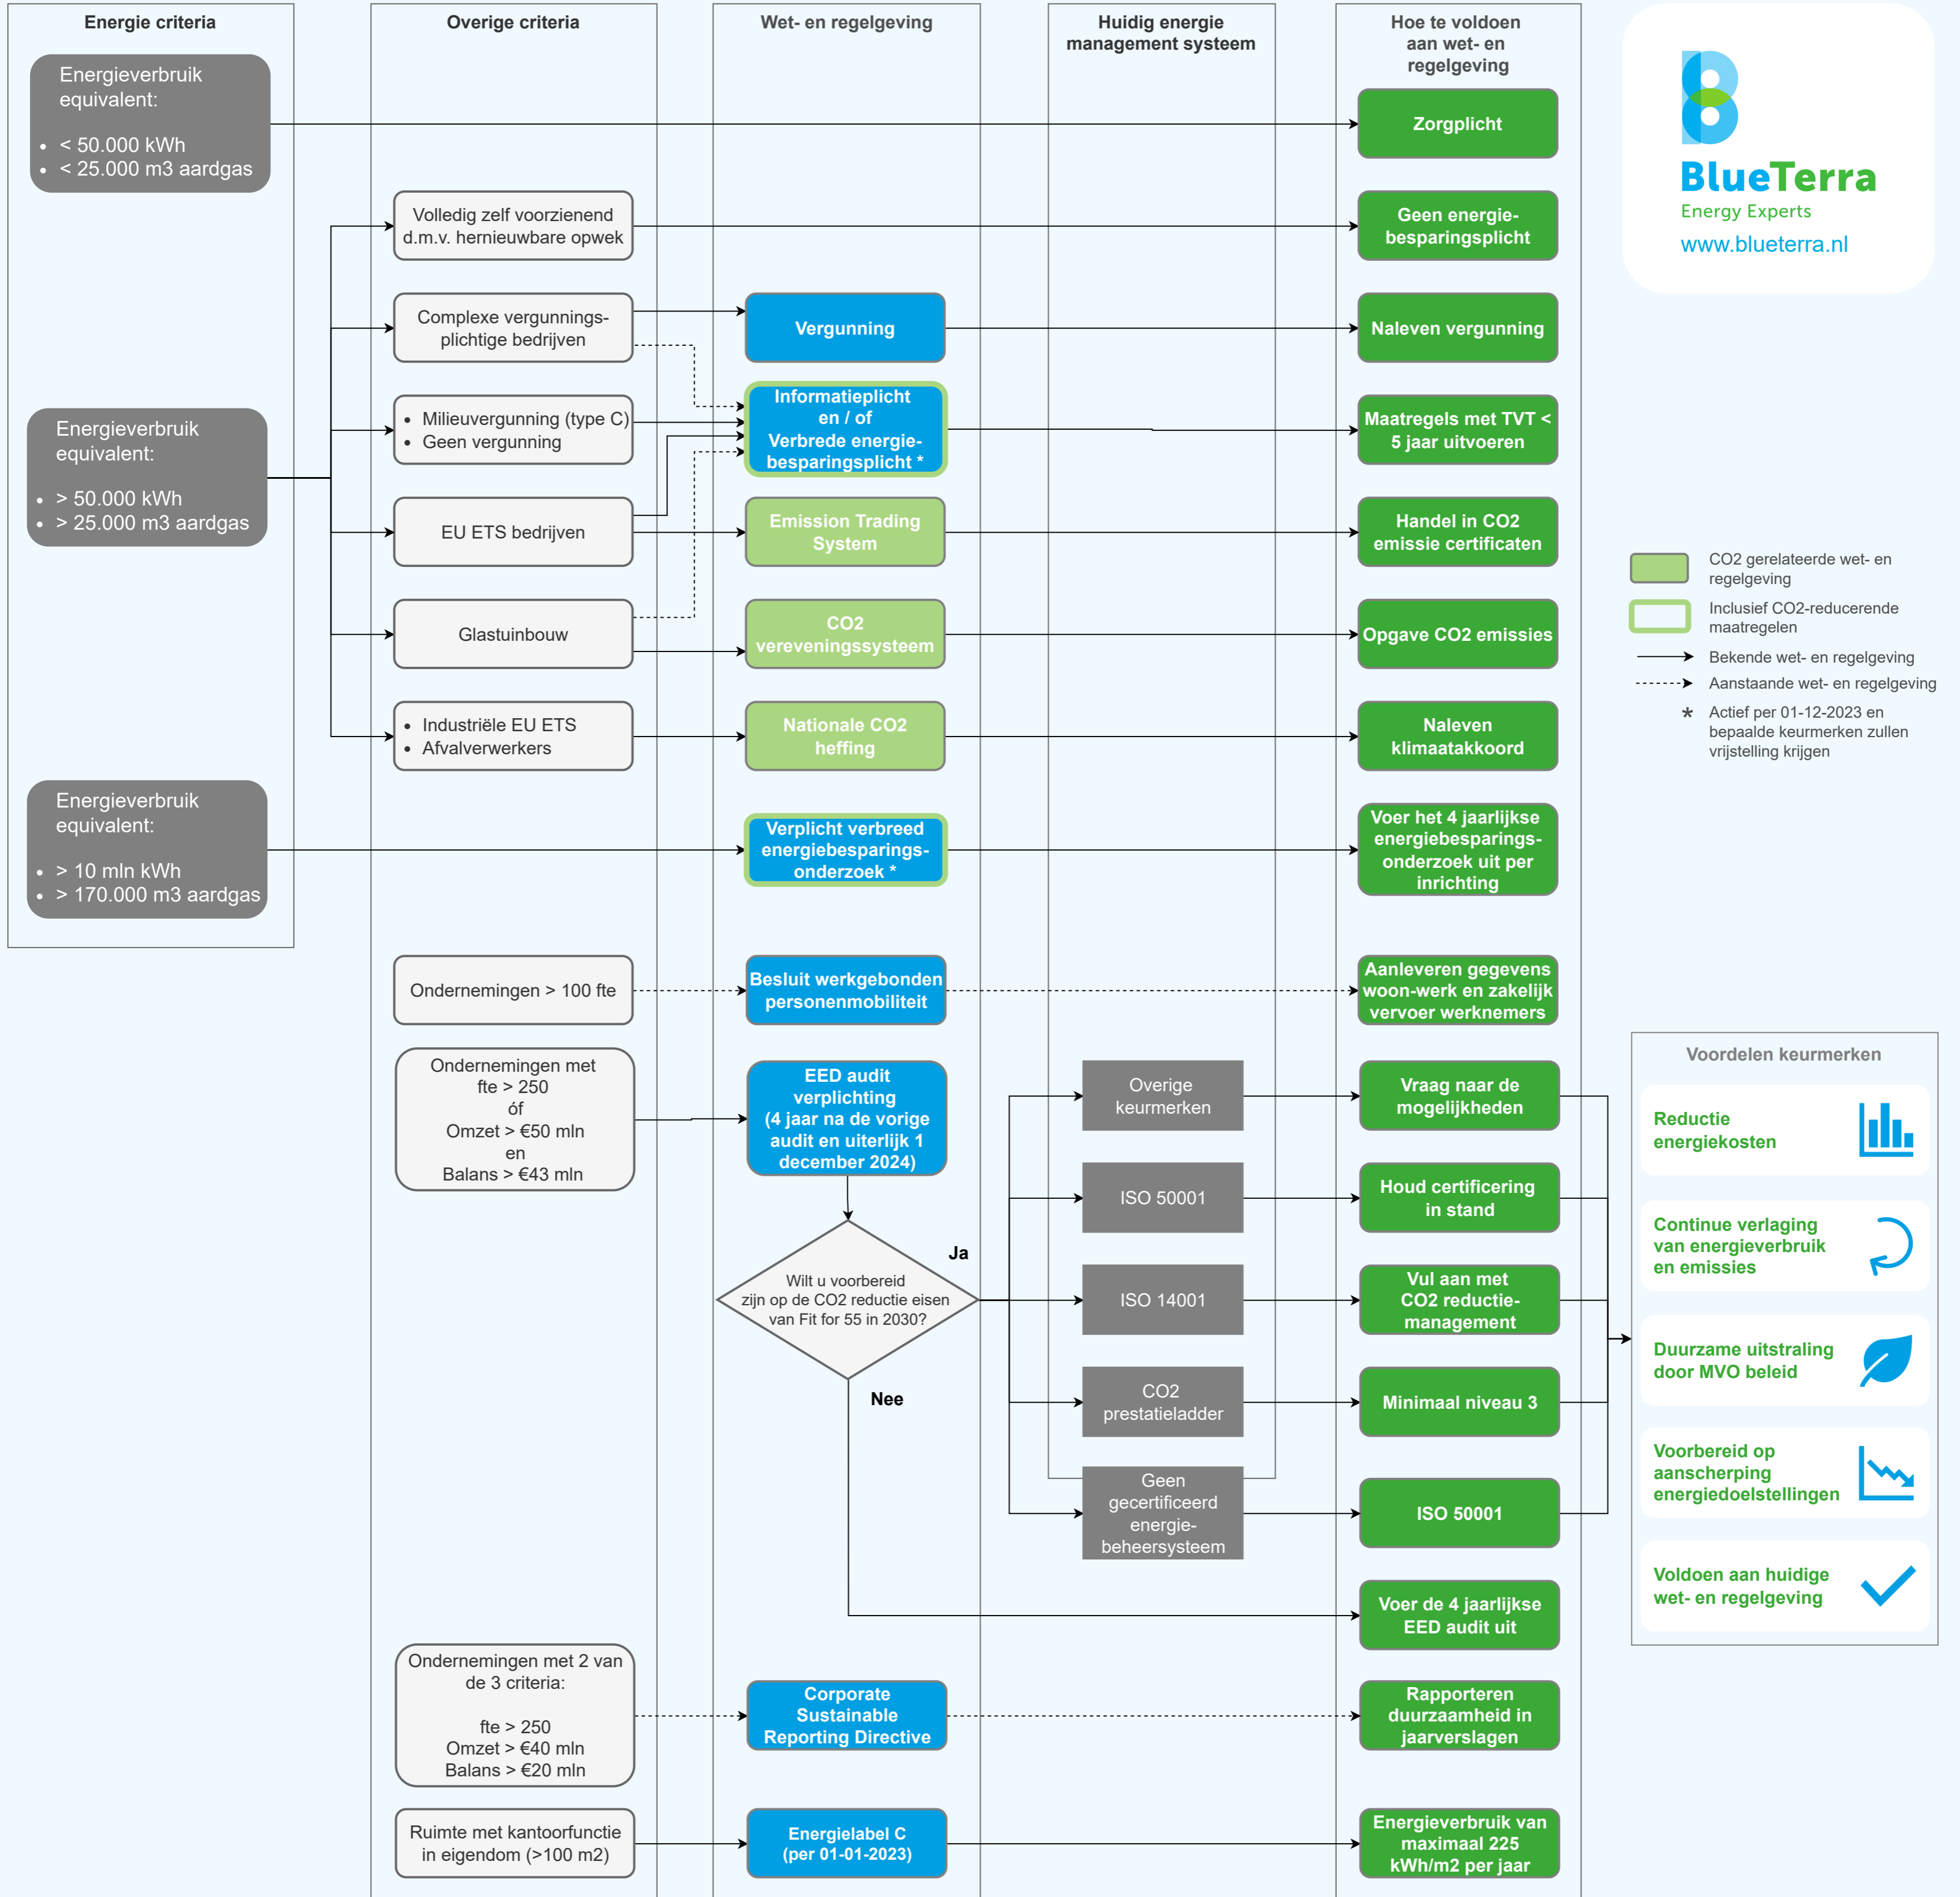 Energie criteria
Energieverbruik
equivalent:
• < 50.000 kWh
• < 25.000 m3 aardgas
Energieverbruik
equivalent:
• > 50.000 kWh
• > 25.000 m3 aardgas
Energieverbruik
equivalent:
• > 10 mln kWh
• > 170.000 m3 aardgas
Overige criteria
Volledig zelf voorzienend
d.m.v. hernieuwbare opwek
Complexe vergunnings-
plichtige bedrijven
• Milieuvergunning (type C)
• Geen vergunning
EU ETS bedrijven
Glastuinbouw
• Industriële EU ETS
• Afvalverwerkers
Ondernemingen > 100 fte
Ondernemingen met
fte > 250
óf
Omzet > €50 mln
en
Balans > €43 mln
Ondernemingen met 2 van
de 3 criteria:
fte > 250
Omzet > €40 mln
Balans > €20 mln
Ruimte met kantoorfunctie
in eigendom (>100 m2)
Wet- en regelgeving
Vergunning
Informatieplicht
en / of
Verbrede energie-
besparingsplicht *
Emission Trading
System
CO2
vereveningssysteem
Nationale CO2
heffing
Verplicht verbreed
energiebesparings-
onderzoek *
Besluit werkgebonden
personenmobiliteit
EED audit
verplichting
(4 jaar na de vorige
audit en uiterlijk 1
december 2024)
Wilt u voorbereid
zijn op de CO2 reductie eisen
van Fit for 55 in 2030?
Ja
Nee
Corporate
Sustainable
Reporting Directive
Energielabel C
(per 01-01-2023)
Huidig energie
management systeem
Overige
keurmerken
ISO 50001
ISO 14001
CO2
prestatieladder
Geen
gecertificeerd
energie-
beheersysteem
Hoe te voldoen
aan wet- en
regelgeving
Zorgplicht
Geen energie-
besparingsplicht
Naleven vergunning
Maatregels met TVT <
5 jaar uitvoeren
Handel in CO2
emissie certificaten
Opgave CO2 emissies
Naleven
klimaatakkoord
Voer het 4 jaarlijkse
energiebesparings-
onderzoek uit per
inrichting
Aanleveren gegevens
woon-werk en zakelijk
vervoer werknemers
Vraag naar de
mogelijkheden
Houd certificering
in stand
Vul aan met
CO2 reductie-
management
Minimaal niveau 3
ISO 50001
Voer de 4 jaarlijkse
EED audit uit
Rapporteren
duurzaamheid in
jaarverslagen
Energieverbruik van
maximaal 225
kWh/m2 per jaar
BlueTerra
Energy Experts
www.blueterra.nl
CO2 gerelateerde wet- en
regelgeving
Inclusief CO2-reducerende
maatregelen
Bekende wet- en regelgeving
Aanstaande wet- en regelgeving
* Actief per 01-12-2023 en
bepaalde keurmerken zullen
vrijstelling krijgen
Voordelen keurmerken
Reductie
energiekosten
Continue verlaging
van energieverbruik
en emissies
Duurzame uitstraling
door MVO beleid
Voorbereid op
aanscherping
energiedoelstellingen
Voldoen aan huidige
wet- en regelgeving